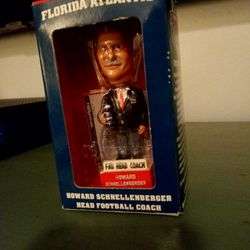 FLORIDA ATLANTIC
FAU HEAD COACH
HOWARD
SCHNELLENBERGER
HOWARD SCHNELLENBERGER
HEAD FOOTBALL COACH